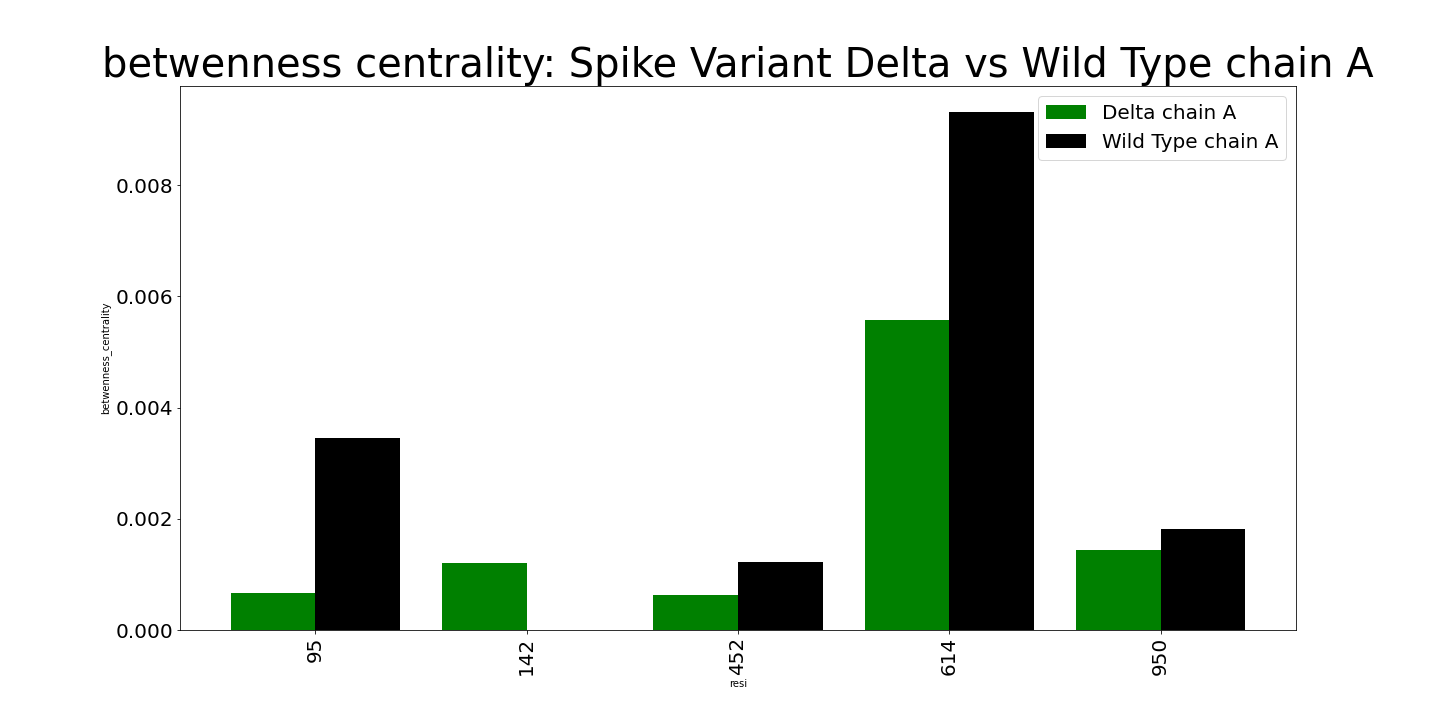 betwenness centrality: Spike Variant Delta vs Wild Type chain A
Delta chain A
Wild Type chain A
0.008
0.006
0.004
0.002
0.000
betwenness_centrality
95
142
452
614
950
resi